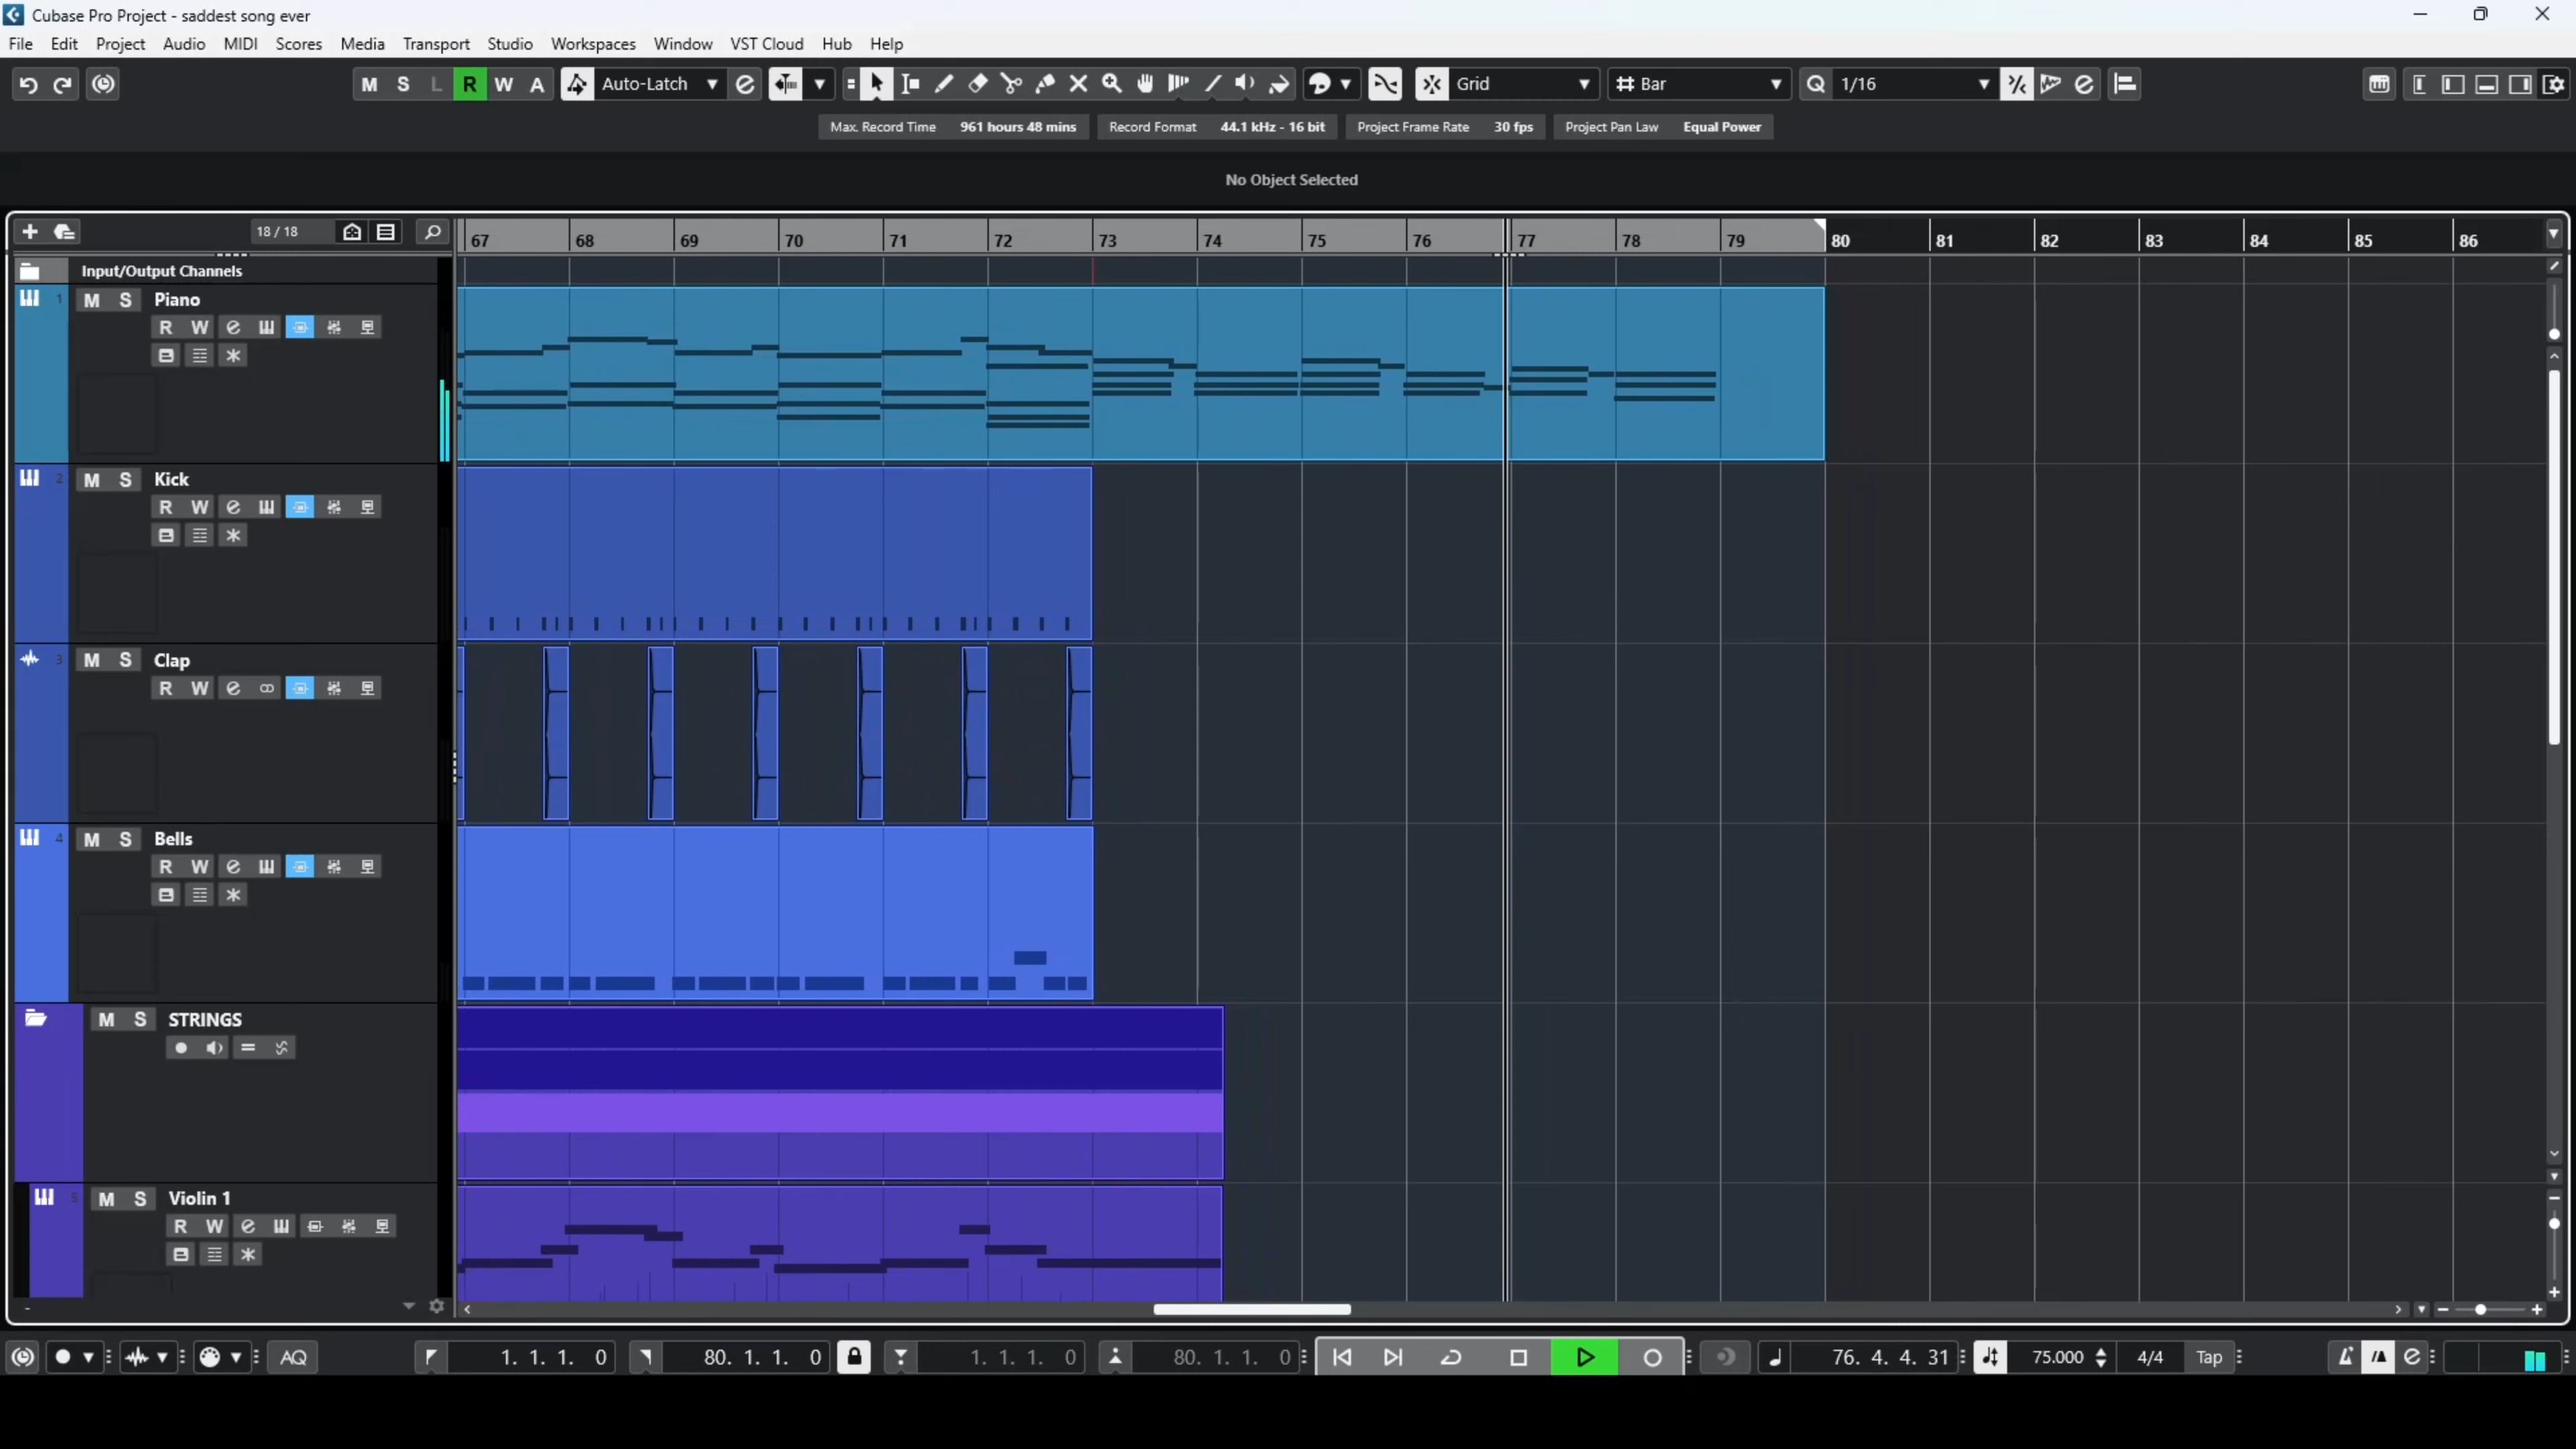 Cubase Pro Project - saddest song ever
File Edit Project Audio MIDI Scores Media Transport Studio Workspaces Window VST Cloud Hub Help
M S L R W A Auto-Latch Grid Bar Q 1/16
Max. Record Time 961 hours 48 mins Record Format 44.1 kHz - 16 bit Project Frame Rate 30 fps Project Pan Law Equal Power
No Object Selected
18 / 18 67 68 69 70 71 72 73 74 75 76 77 78 79 80 81 82 83 84 85 86
Input/Output Channels
1 M S Piano
R W e
2 M S Kick
R W e
3 M S Clap
R W e
4 M S Bells
R W e
M S STRINGS
5 M S Violin 1
R W e
AQ 1. 1. 1. 0 80. 1. 1. 0 1. 1. 1. 0 80. 1. 1. 0 76. 4. 4. 31 75.000 4/4 Tap